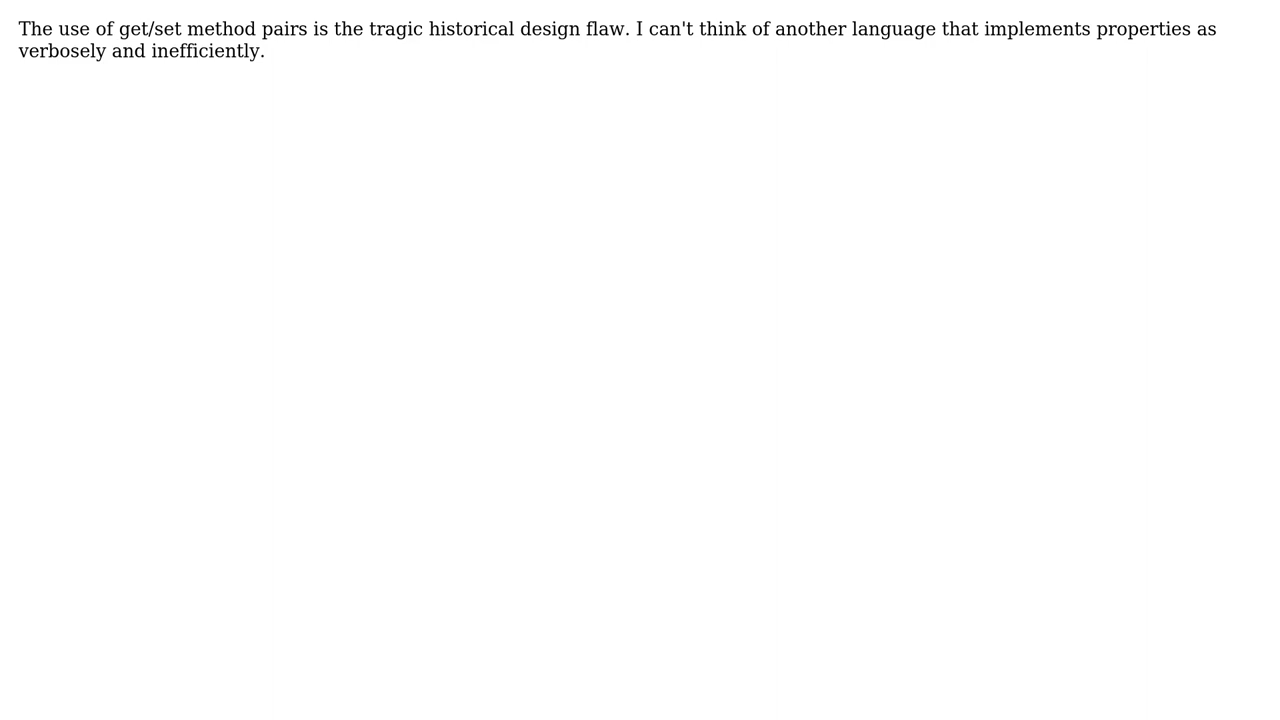 The use of get/set method pairs is the tragic historical design flaw. I can't think of another language that implements properties as
verbosely and inefficiently.